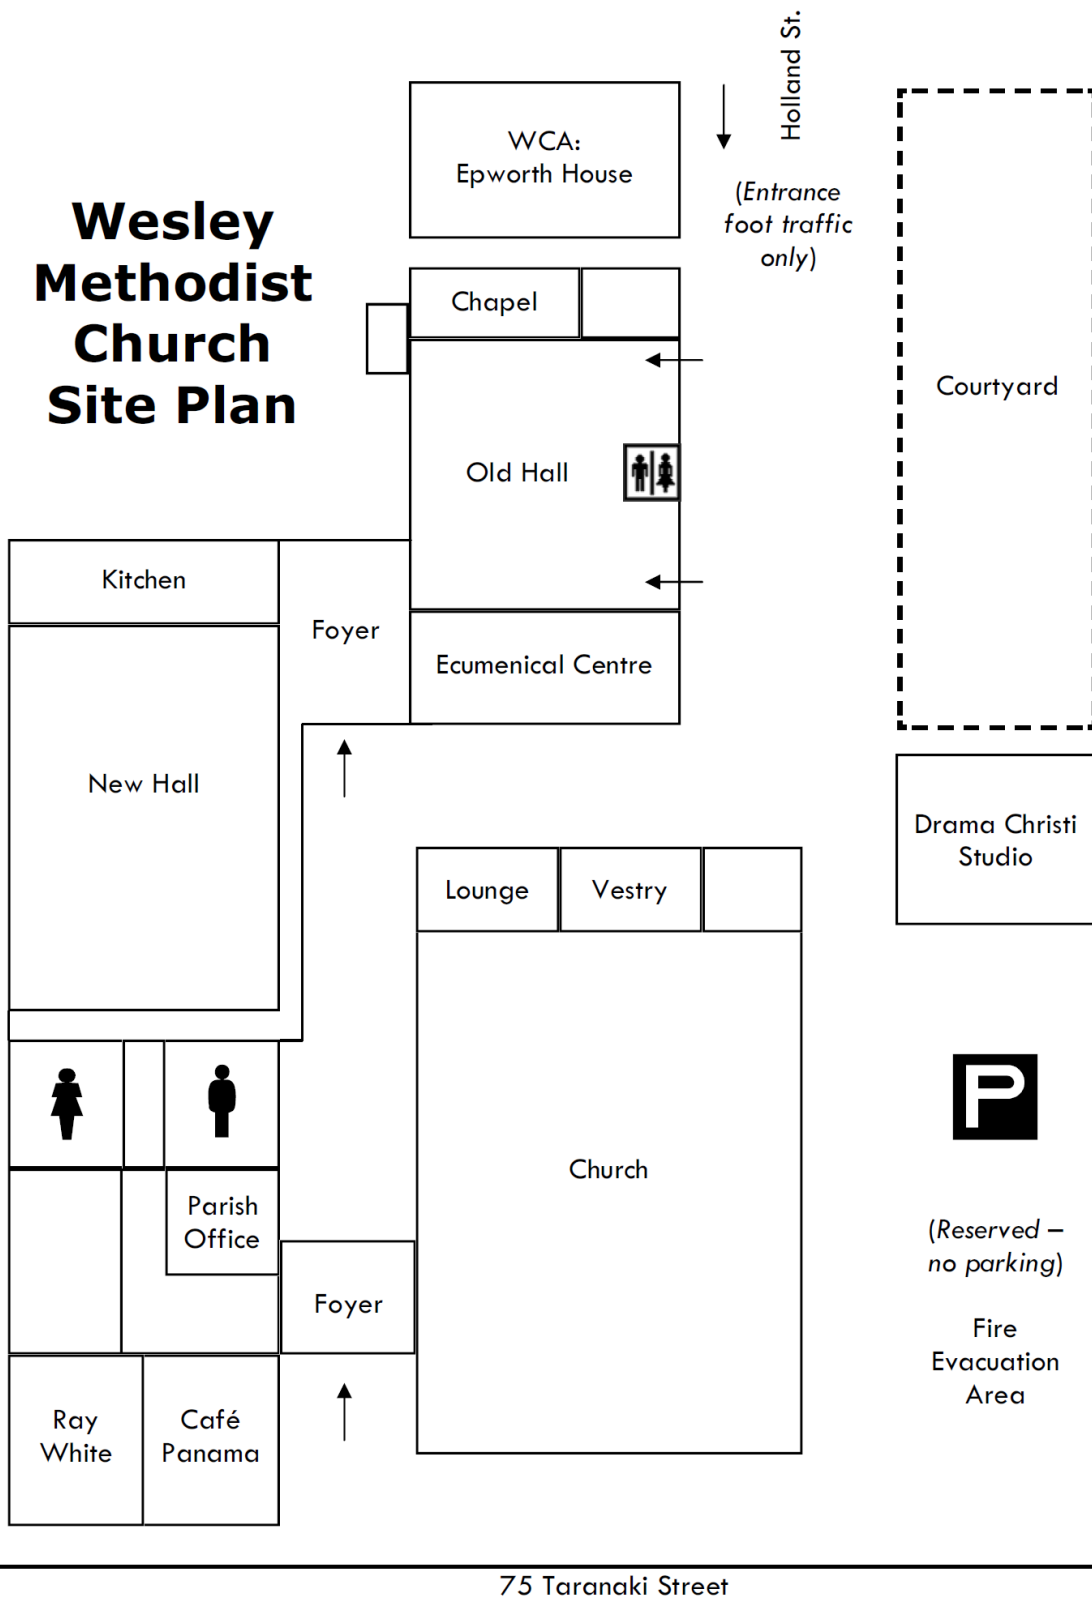 Holland St.
WCA:
Epworth House
(Entrance
foot traffic
only)
Wesley
Methodist
Church
Site Plan
Chapel
Courtyard
Old Hall
Kitchen
Foyer
Ecumenical Centre
New Hall
Drama Christi
Studio
Lounge
Vestry
P
Church
Parish
Office
(Reserved –
no parking)
Foyer
Fire
Evacuation
Area
Ray
White
Café
Panama
75 Taranaki Street